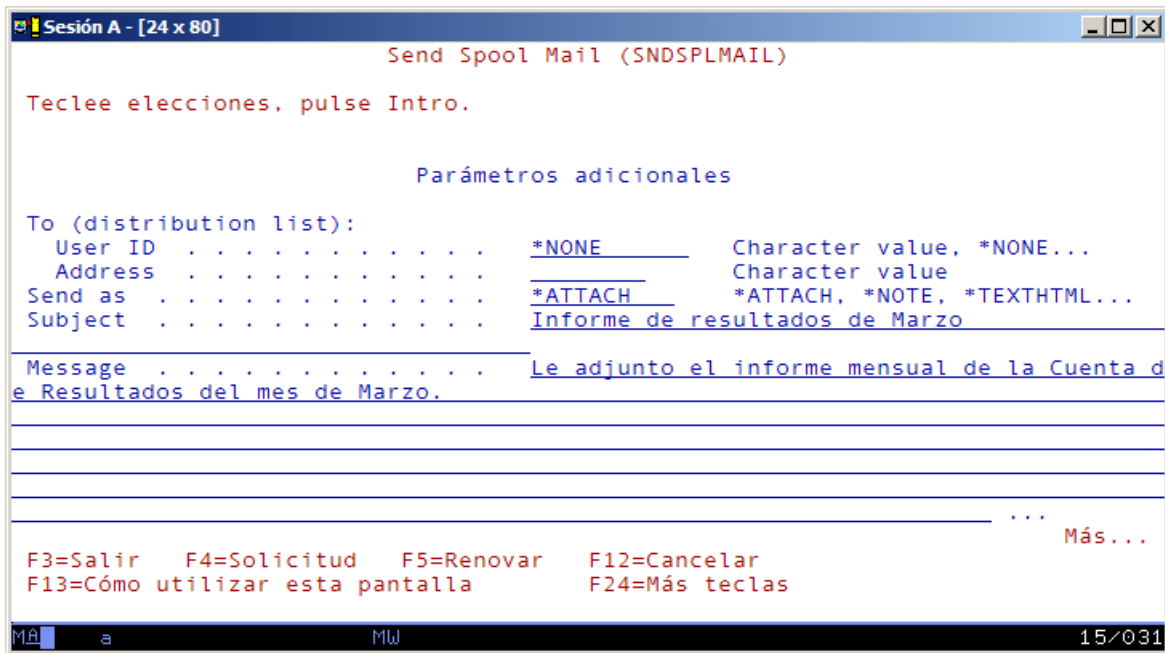 Sesión A - [24 x 80]
Send Spool Mail (SNDSPLMAIL)
Teclee elecciones, pulse Intro.
Parámetros adicionales
To (distribution list):
User ID . . . . . . . . . . . *NONE Character value, *NONE...
Address . . . . . . . . . . . Character value
Send as . . . . . . . . . . . . *ATTACH *ATTACH, *NOTE, *TEXTHTML...
Subject . . . . . . . . . . . . Informe de resultados de Marzo
Message . . . . . . . . . . . . Le adjunto el informe mensual de la Cuenta d
e Resultados del mes de Marzo.
...
Más...
F3=Salir F4=Solicitud F5=Renovar F12=Cancelar
F13=Cómo utilizar esta pantalla F24=Más teclas
MA a MW 15/031